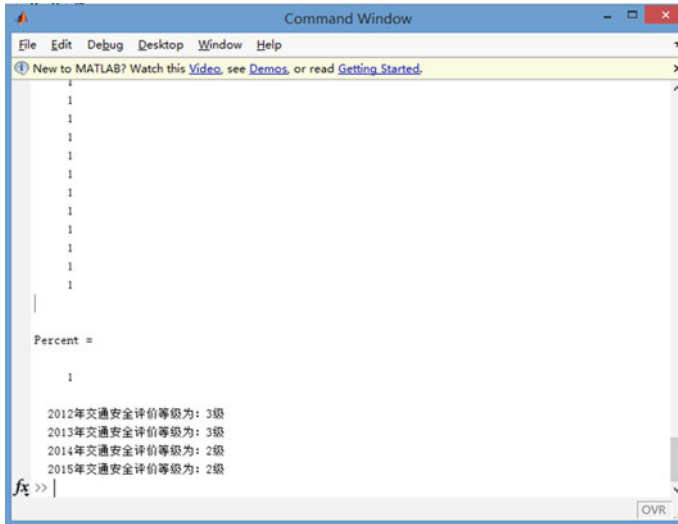 Command Window
File Edit Debug Desktop Window Help
New to MATLAB? Watch this Video, see Demos, or read Getting Started.
1
1
1
1
1
1
1
1
1
1
1
1
Percent =
1
2012年交通安全评价等级为: 3级
2013年交通安全评价等级为: 3级
2014年交通安全评价等级为: 2级
2015年交通安全评价等级为: 2级
fx >>
OVR